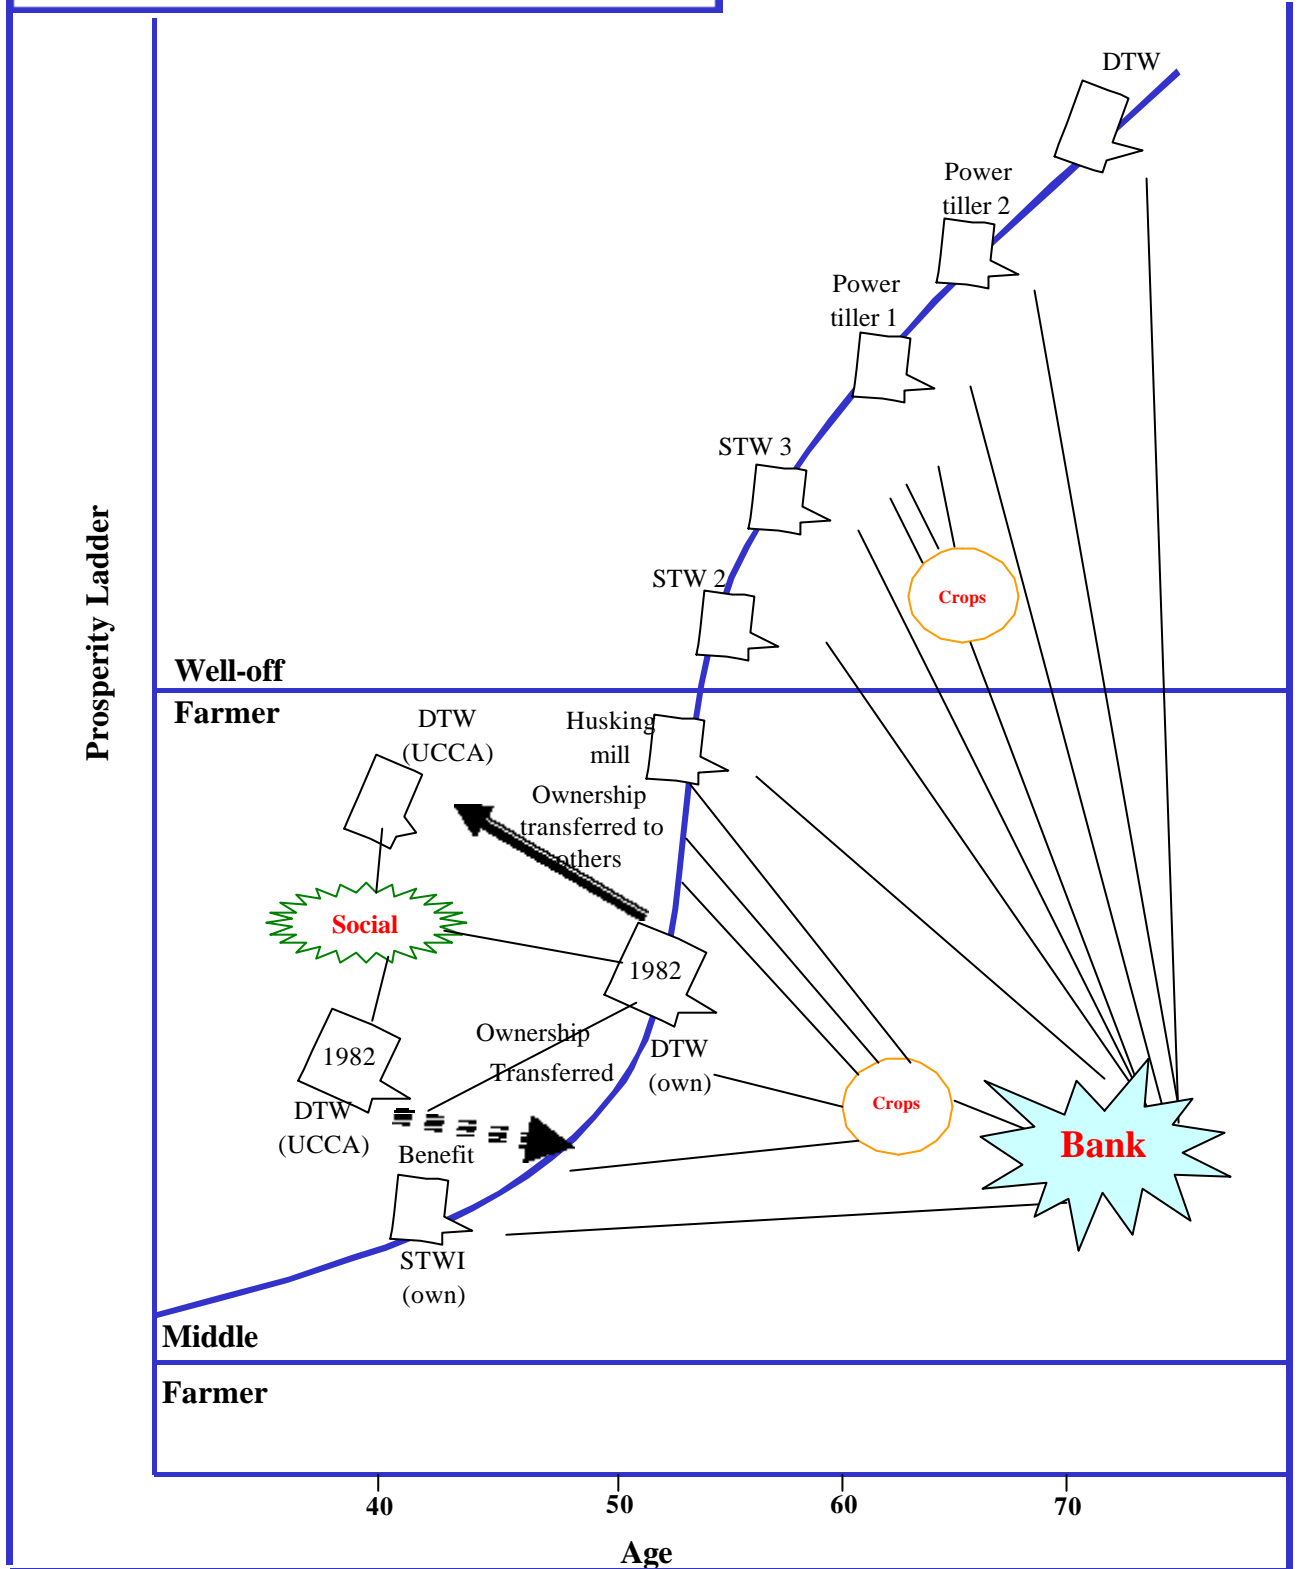 DTW
Power
tiller 2
Power
tiller 1
STW 3
STW 2
Crops
Prosperity Ladder
Well-off
Farmer
DTW
(UCCA)
Husking
mill
Ownership
transferred to
others
Social
1982
1982
Ownership
Transferred
DTW
(own)
DTW
(UCCA)
Benefit
Crops
Bank
STWI
(own)
Middle
Farmer
40
50
60
70
Age